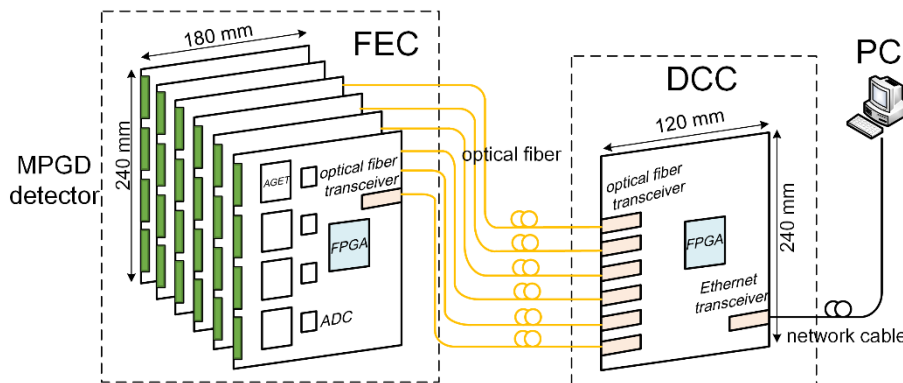 180 mm
FEC
240 mm
MPGD
detector
AGET
optical fiber
transceiver
FPGA
ADC
optical fiber
DCC
120 mm
240 mm
optical fiber
transceiver
FPGA
Ethernet
transceiver
PC
network cable